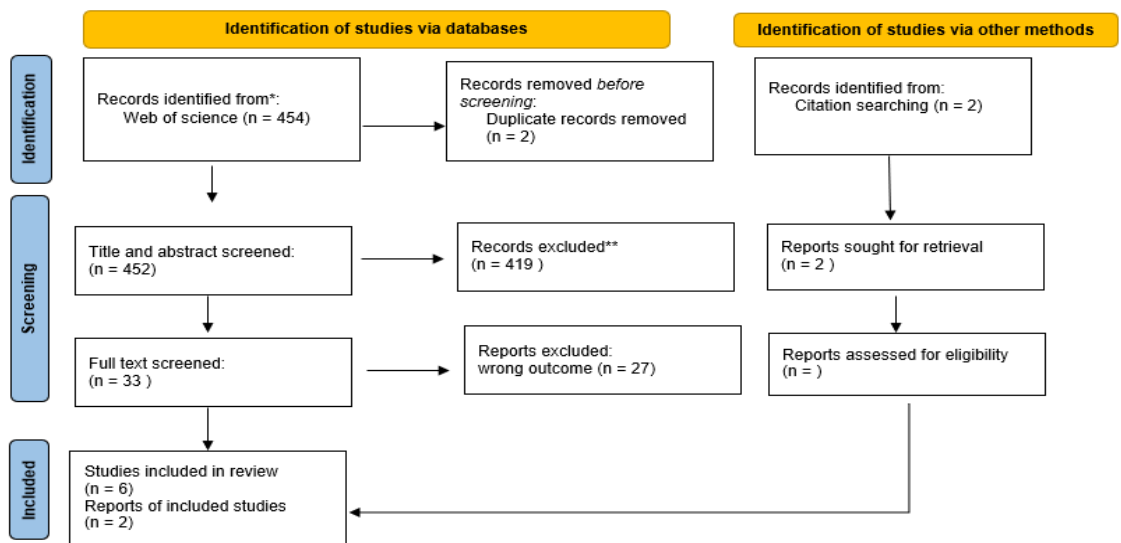 Identification of studies via databases
Identification of studies via other methods
Identification
Records identified from*:
Web of science (n = 454)
Records removed before
screening:
Duplicate records removed
(n = 2)
Records identified from:
Citation searching (n = 2)
Screening
Title and abstract screened:
(n = 452)
Records excluded**
(n = 419 )
Reports sought for retrieval
(n = 2 )
Full text screened:
(n = 33 )
Reports excluded:
wrong outcome (n = 27)
Reports assessed for eligibility
(n = )
Included
Studies included in review
(n = 6)
Reports of included studies
(n = 2)